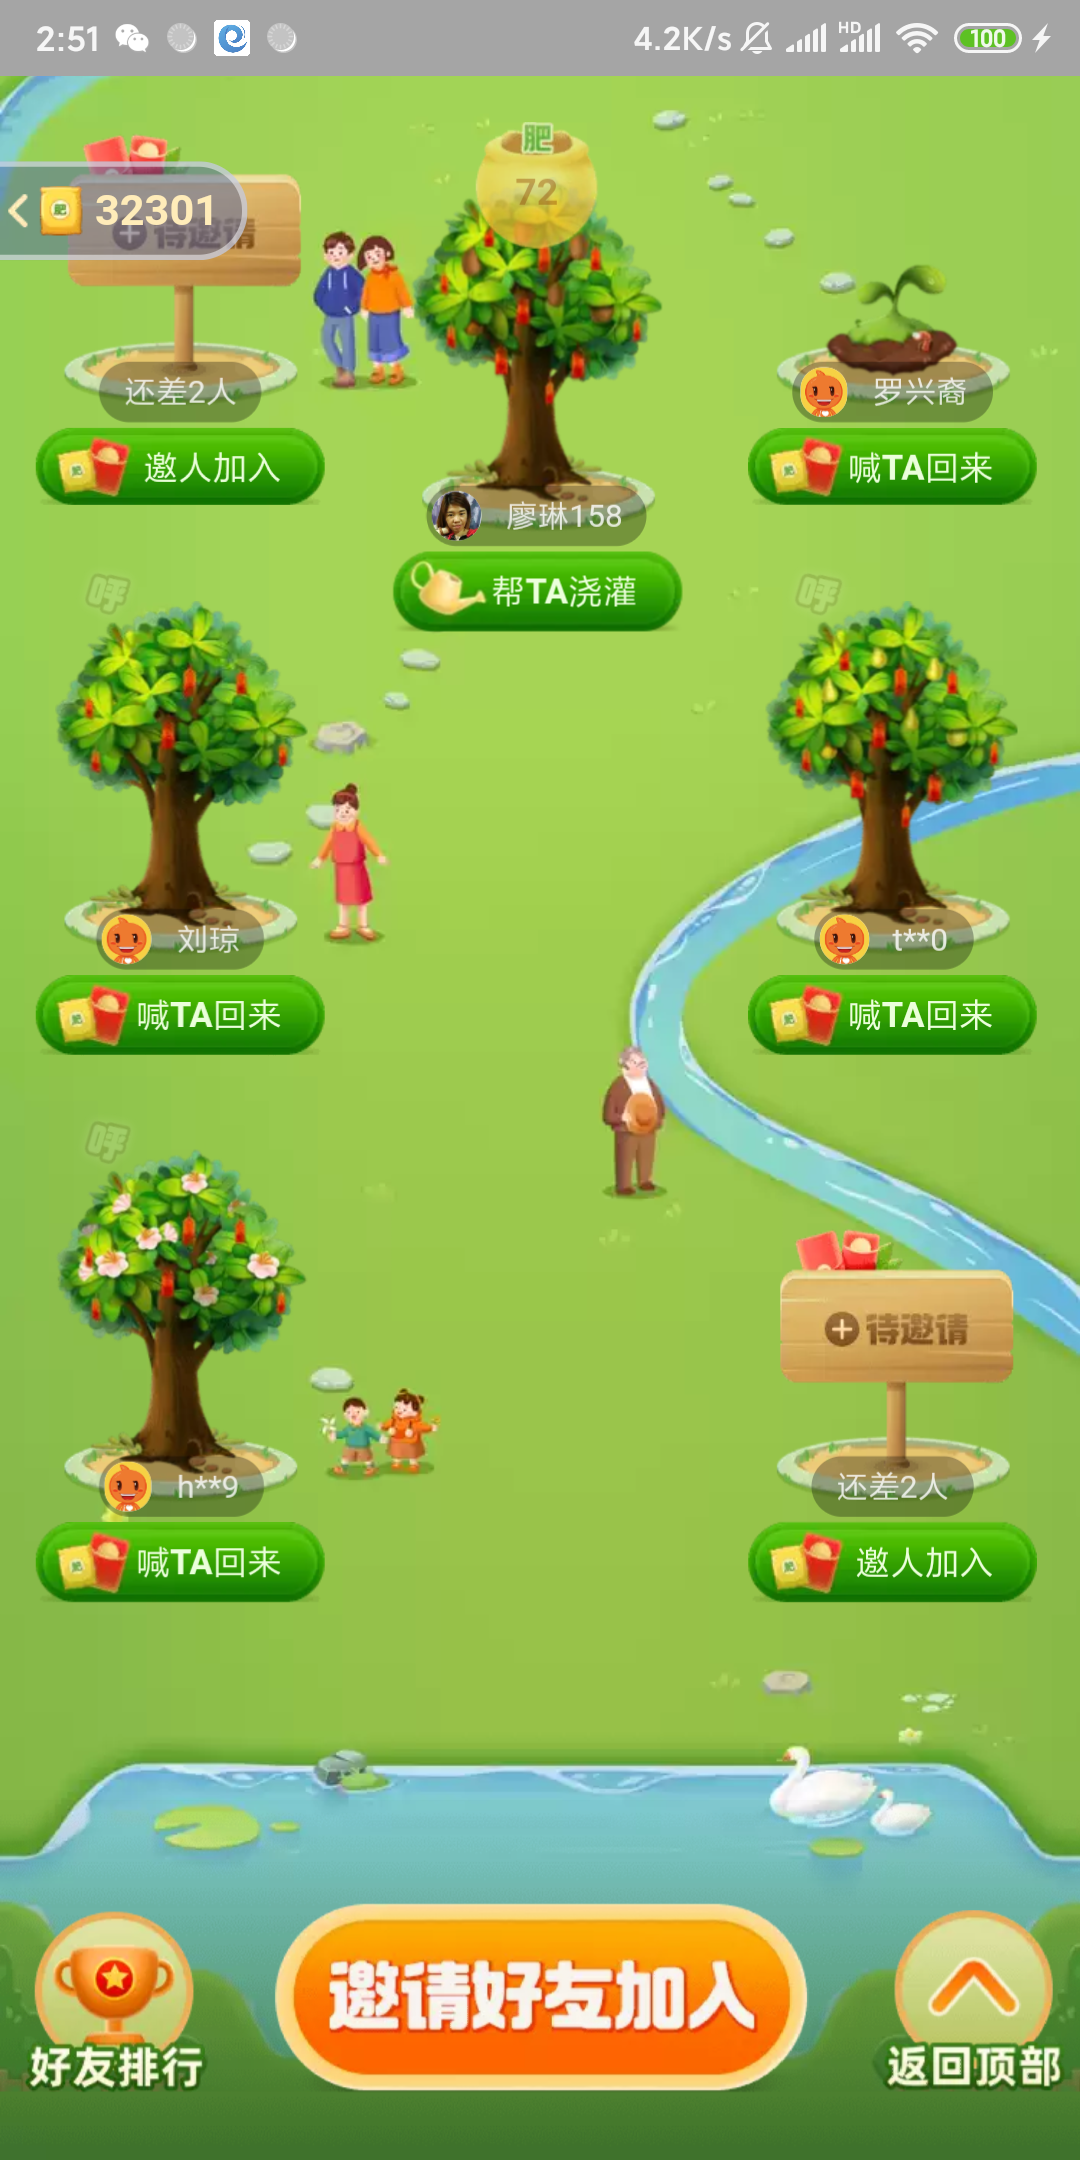 2:51
4.2K/s
HD
100
肥
72
32301
待邀请
还差2人
罗兴裔
邀人加入
喊TA回来
廖琳158
帮TA浇灌
呼
呼
刘琼
t**0
喊TA回来
喊TA回来
呼
待邀请
h**9
还差2人
喊TA回来
邀人加入
邀请好友加入
好友排行
返回顶部